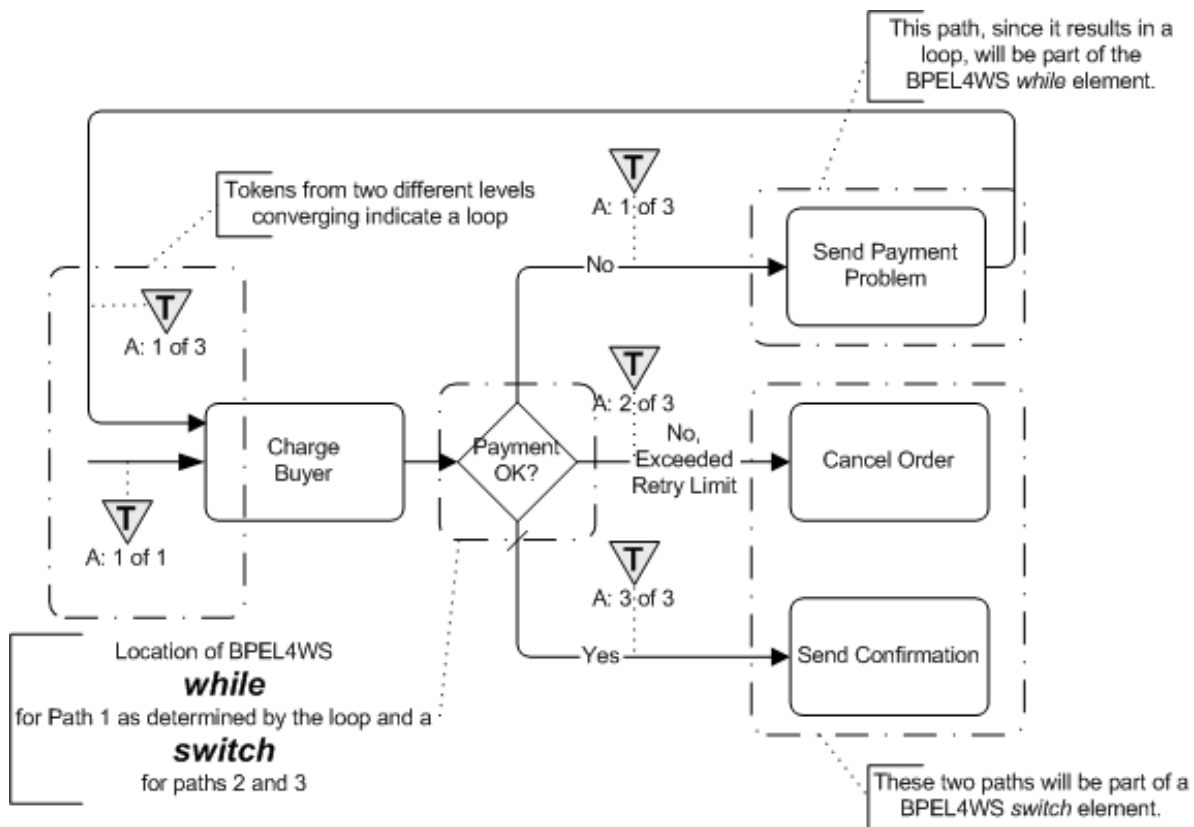 This path, since it results in a
loop, will be part of the
BPEL4WS while element.
Tokens from two different levels
converging indicate a loop
T
A: 1 of 3
No
Send Payment
Problem
T
A: 1 of 3
T
A: 2 of 3
Charge
Buyer
Payment
OK?
No,
Exceeded
Retry Limit
Cancel Order
T
A: 1 of 1
T
A: 3 of 3
Yes
Send Confirmation
Location of BPEL4WS
while
for Path 1 as determined by the loop and a
switch
for paths 2 and 3
These two paths will be part of a
BPEL4WS switch element.